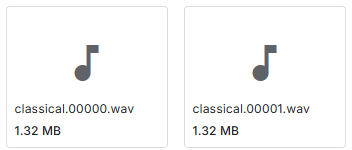 classical.00000.wav
1.32 MB
classical.00001.wav
1.32 MB